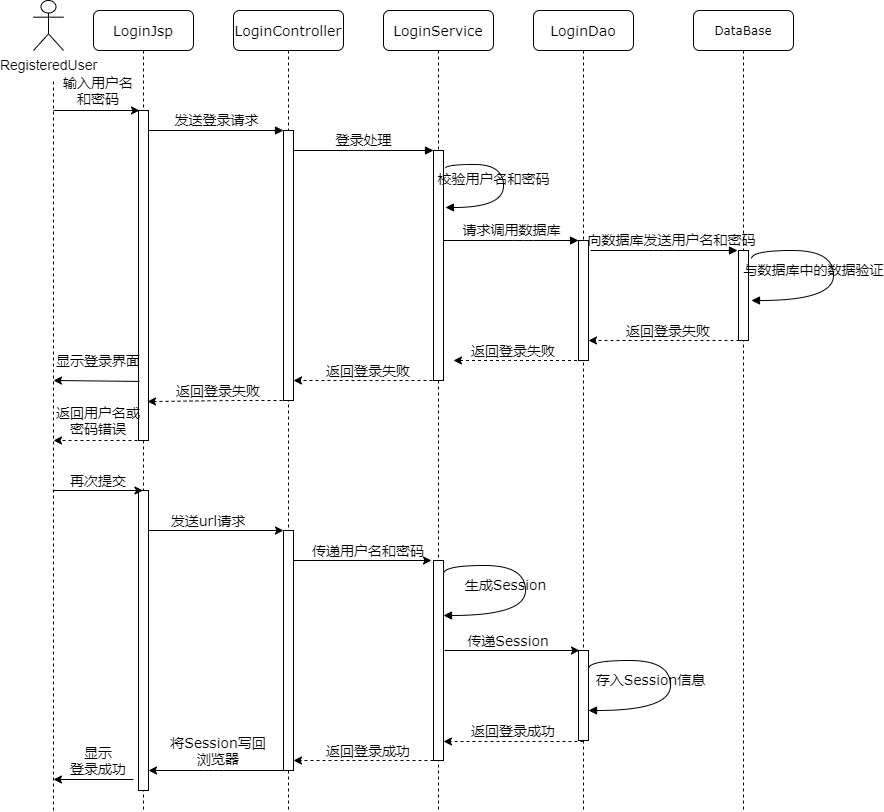 LoginJsp
LoginController
LoginService
LoginDao
DataBase
RegisteredUser
输入用户名
和密码
发送登录请求
登录处理
校验用户名和密码
请求调用数据库
向数据库发送用户名和密码
与数据库中的数据验证
返回登录失败
返回登录失败
返回登录失败
显示登录界面
返回登录失败
返回用户名或
密码错误
再次提交
发送url请求
传递用户名和密码
生成Session
传递Session
存入Session信息
返回登录成功
返回登录成功
将Session写回
浏览器
显示
登录成功